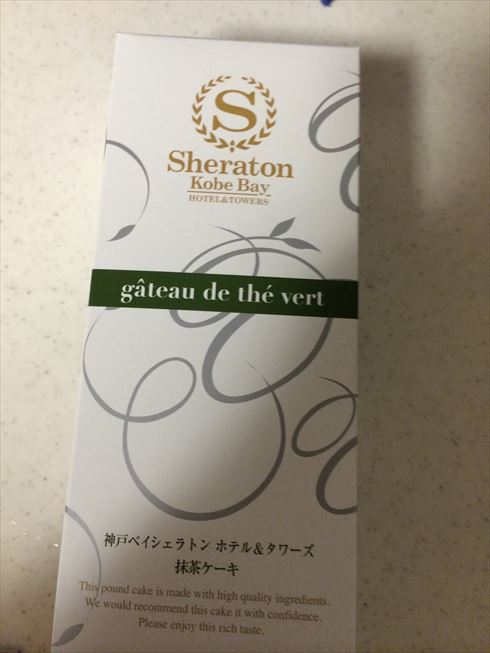 S
Sheraton
Kobe Bay
HOTEL&TOWERS
gâteau de thé vert
神戸ベイシェラトン ホテル&タワーズ
抹茶ケーキ
This pound cake is made with high quality ingredients.
We would recommend this cake it with confidence.
Please enjoy this rich taste.